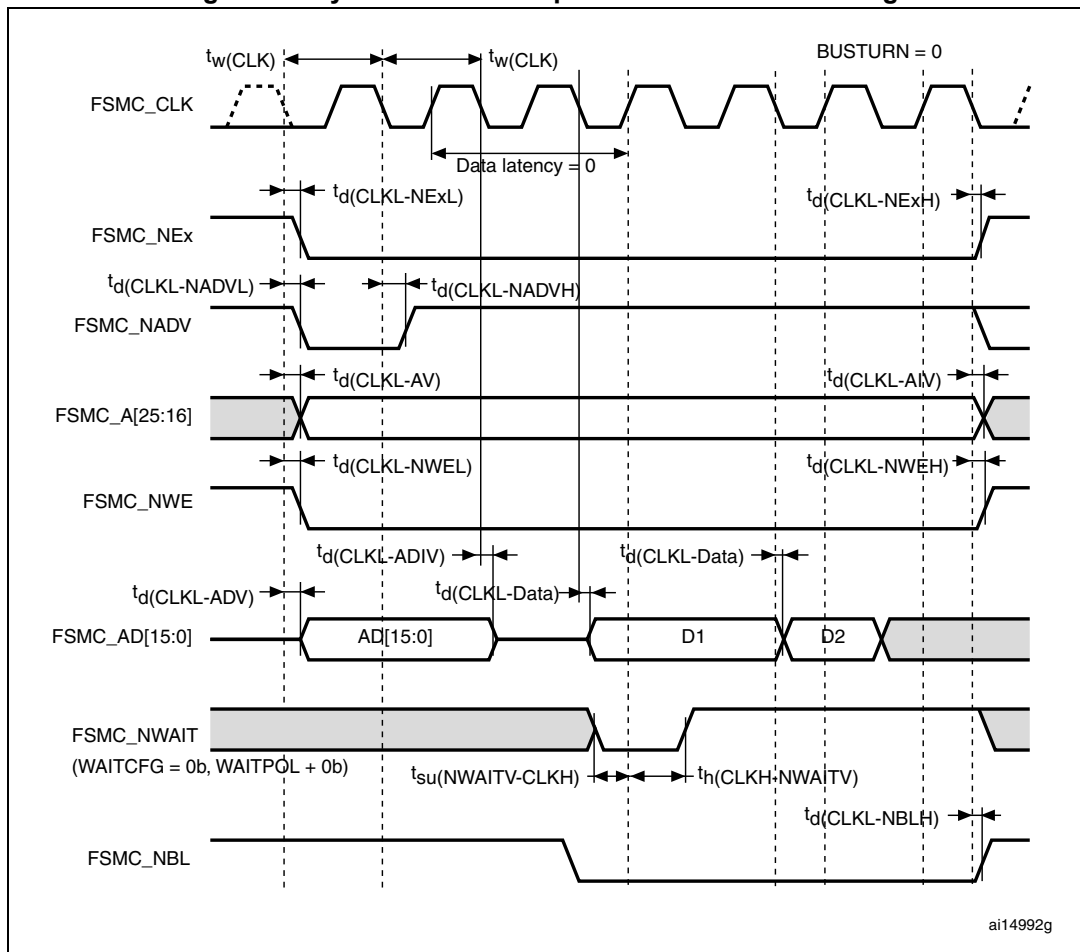 tw(CLK) tw(CLK) BUSTURN = 0
FSMC_CLK
Data latency = 0
td(CLKL-NExL) td(CLKL-NExH)
FSMC_NEx
td(CLKL-NADVL) td(CLKL-NADVH)
FSMC_NADV
td(CLKL-AV) td(CLKL-AIV)
FSMC_A[25:16]
td(CLKL-NWEL) td(CLKL-NWEH)
FSMC_NWE
td(CLKL-ADIV) td(CLKL-Data)
td(CLKL-ADV) td(CLKL-Data)
FSMC_AD[15:0] AD[15:0] D1 D2
FSMC_NWAIT
(WAITCFG = 0b, WAITPOL + 0b) tsu(NWAITV-CLKH) th(CLKH-NWAITV)
td(CLKL-NBLH)
FSMC_NBL
ai14992g